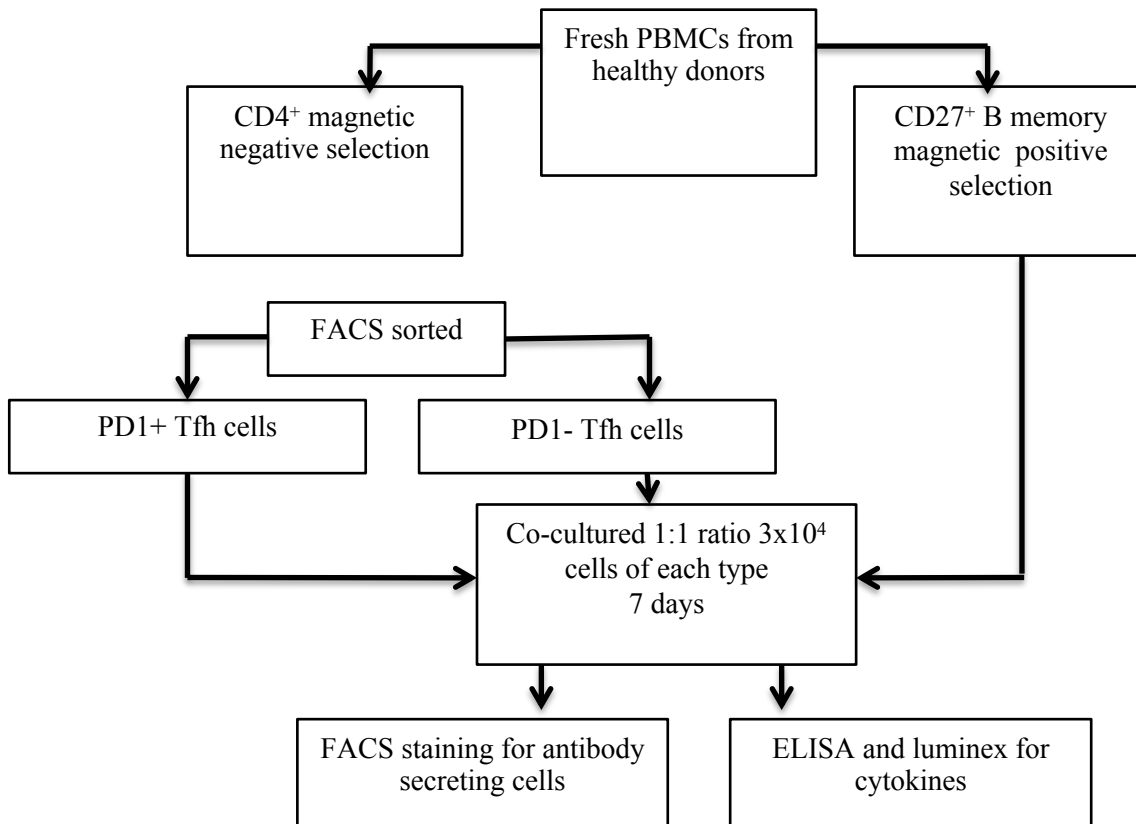 Fresh PBMCs from
healthy donors
CD4⁺ magnetic
negative selection
CD27⁺ B memory
magnetic positive
selection
FACS sorted
PD1+ Tfh cells
PD1- Tfh cells
Co-cultured 1:1 ratio 3x10⁴
cells of each type
7 days
FACS staining for antibody
secreting cells
ELISA and luminex for
cytokines